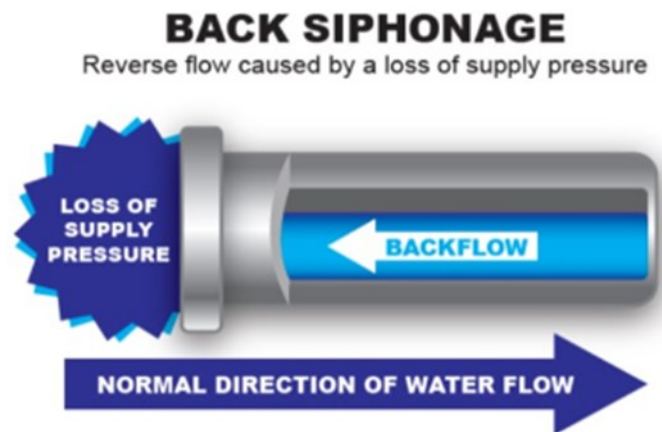 BACK SIPHONAGE
Reverse flow caused by a loss of supply pressure
LOSS OF
SUPPLY
PRESSURE
BACKFLOW
NORMAL DIRECTION OF WATER FLOW